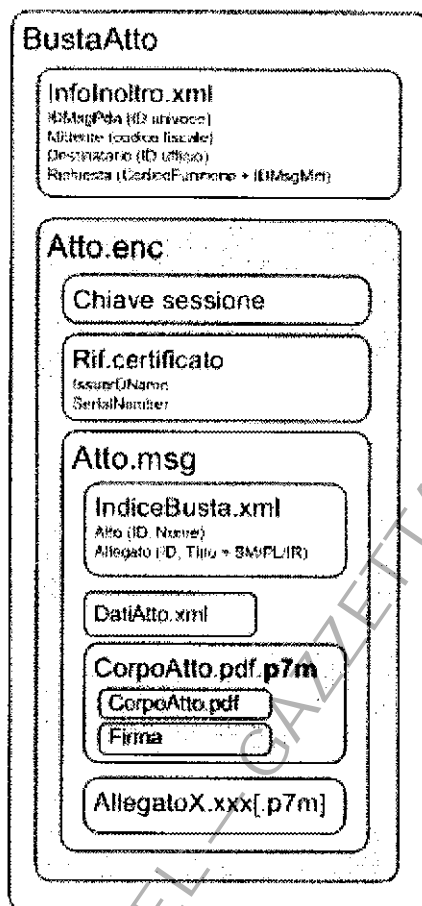 BustaAtto
InfoInoltro.xml
IDMsgPda (ID univoco)
Mittente (codice fiscale)
Destinatario (ID ufficio)
Richiesta (CodiceFunzione + IDMsgMitt)
Atto.enc
Chiave sessione
Rif.certificato
IssuerDName
SerialNumber
Atto.msg
IndiceBusta.xml
Atto (ID, Nome)
Allegato (ID, Tipo + SM/PL/IR)
DatiAtto.xml
CorpoAtto.pdf.p7m
CorpoAtto.pdf
Firma
AllegatoX.xxx[.p7m]
EL — GAZZETTA